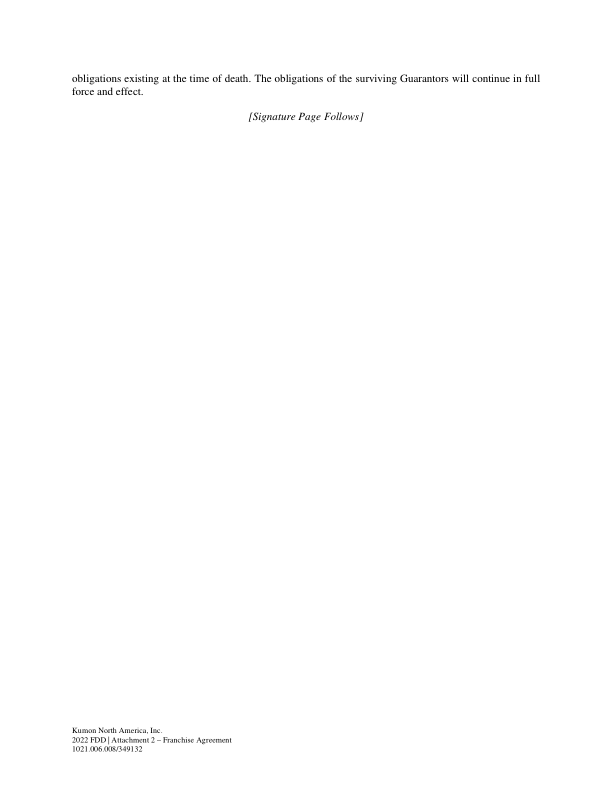 obligations existing at the time of death. The obligations of the surviving Guarantors will continue in full
force and effect.
[Signature Page Follows]
Kumon North America, Inc.
2022 FDD | Attachment 2 – Franchise Agreement
1021.006.008/349132